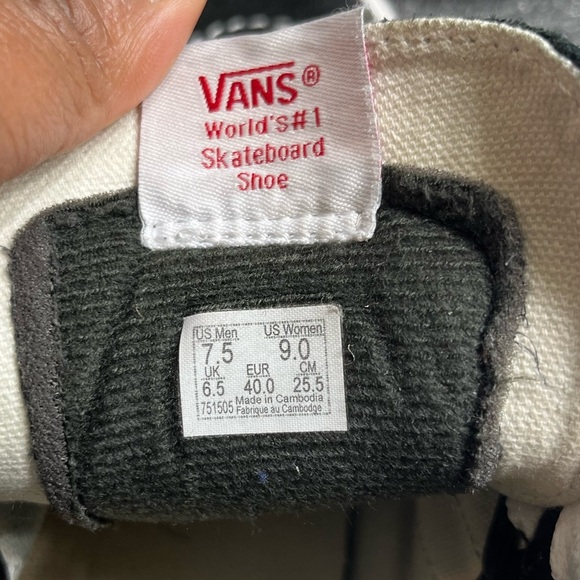 VANS®
World's#1
Skateboard
Shoe
US Men US Women
7.5 9.0
UK EUR CM
6.5 40.0 25.5
751505 Made in Cambodia
Fabrique au Cambodge